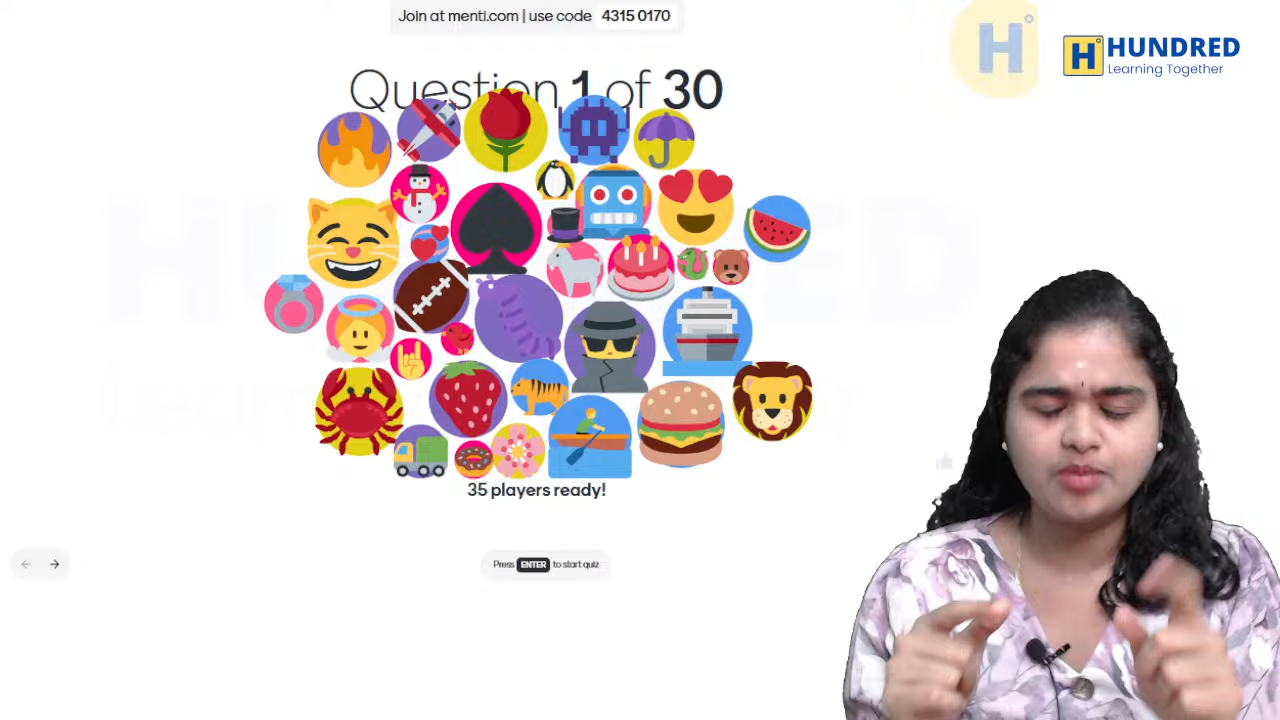 Join at menti.com | use code 4315 0170
H
HUNDRED
Learning Together
Question 1 of 30
35 players ready!
Press ENTER to start quiz